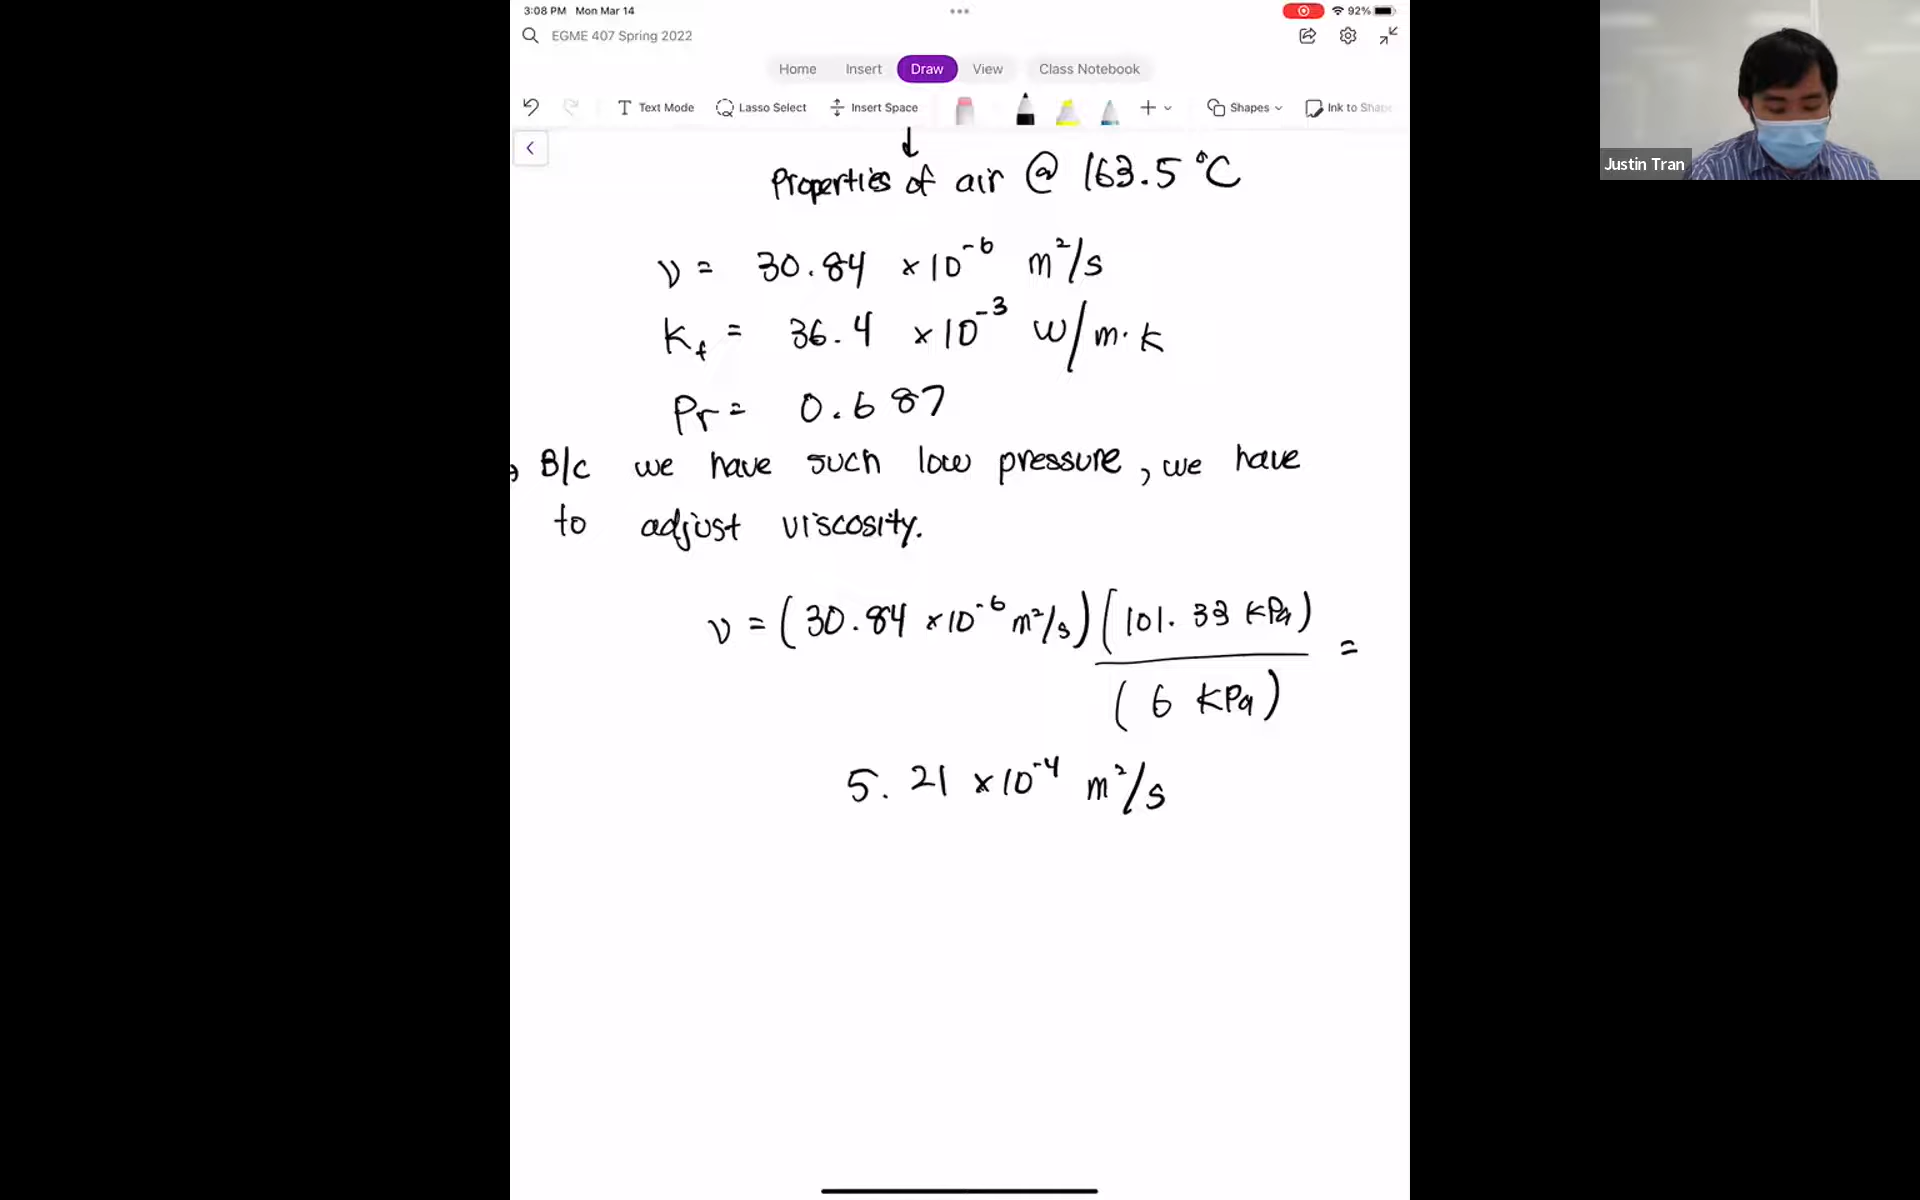 3:08 PM Mon Mar 14
92%
EGME 407 Spring 2022
Home Insert Draw View Class Notebook
Text Mode Lasso Select Insert Space Shapes Ink to Shape
Justin Tran
Properties of air @ 163.5 °C
ν = 30.84 ×10⁻⁶ m²/s
K_f = 36.4 ×10⁻³ W/m·K
Pr = 0.687
B/c we have such low pressure, we have
to adjust viscosity.
ν = (30.84 ×10⁻⁶ m²/s) (101.33 kPa) =
(6 kPa)
5.21 ×10⁻⁴ m²/s